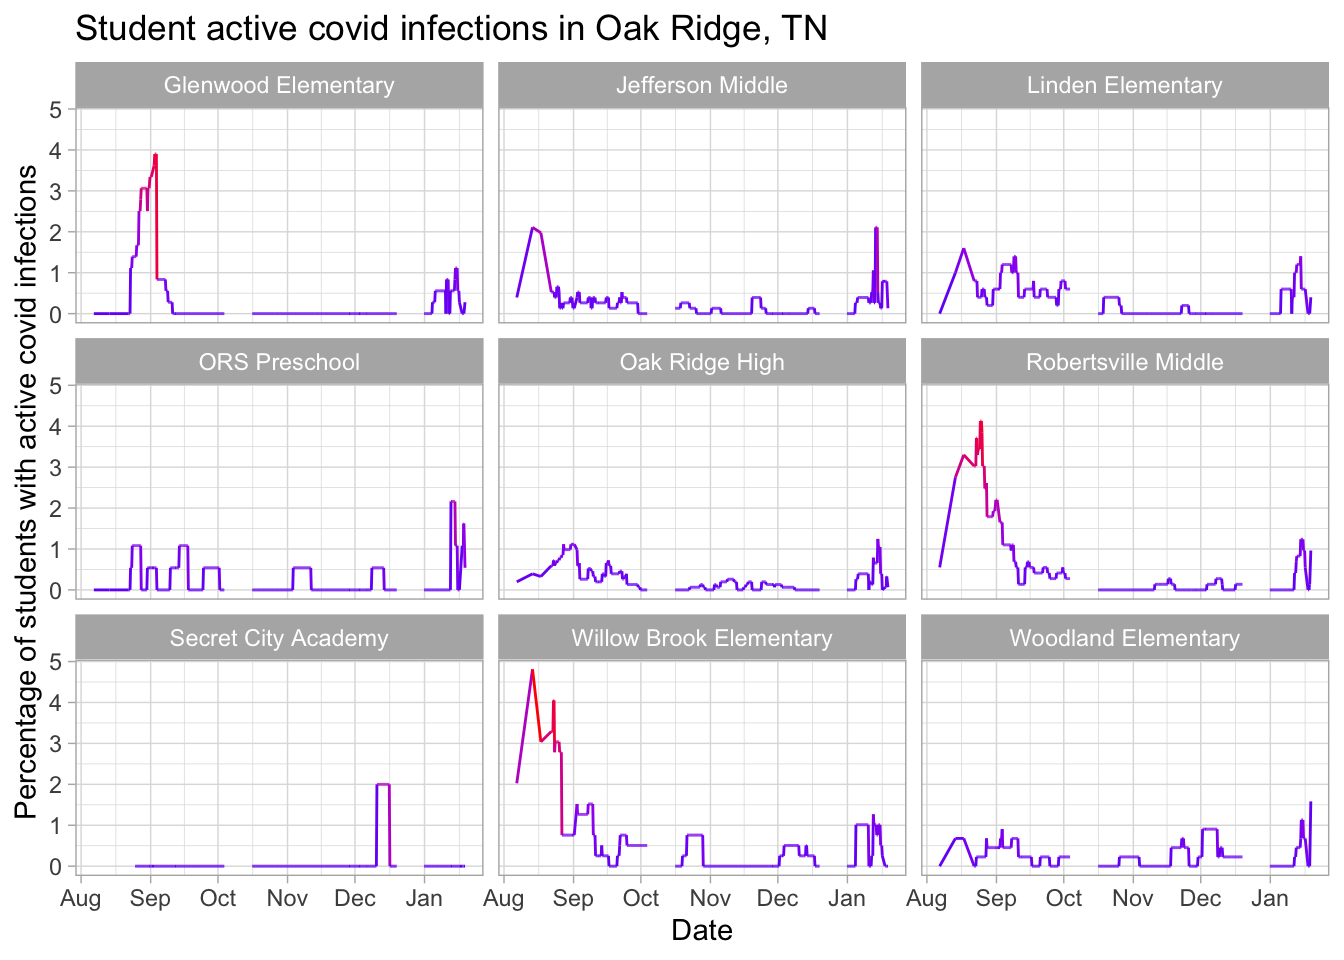 Student active covid infections in Oak Ridge, TN
Glenwood Elementary
Jefferson Middle
Linden Elementary
5
4
3
2
1
0
ORS Preschool
Oak Ridge High
Robertsville Middle
5
4
3
2
1
0
Secret City Academy
Willow Brook Elementary
Woodland Elementary
5
4
3
2
1
0
Percentage of students with active covid infections
Aug Sep Oct Nov Dec Jan
Aug Sep Oct Nov Dec Jan
Aug Sep Oct Nov Dec Jan
Date